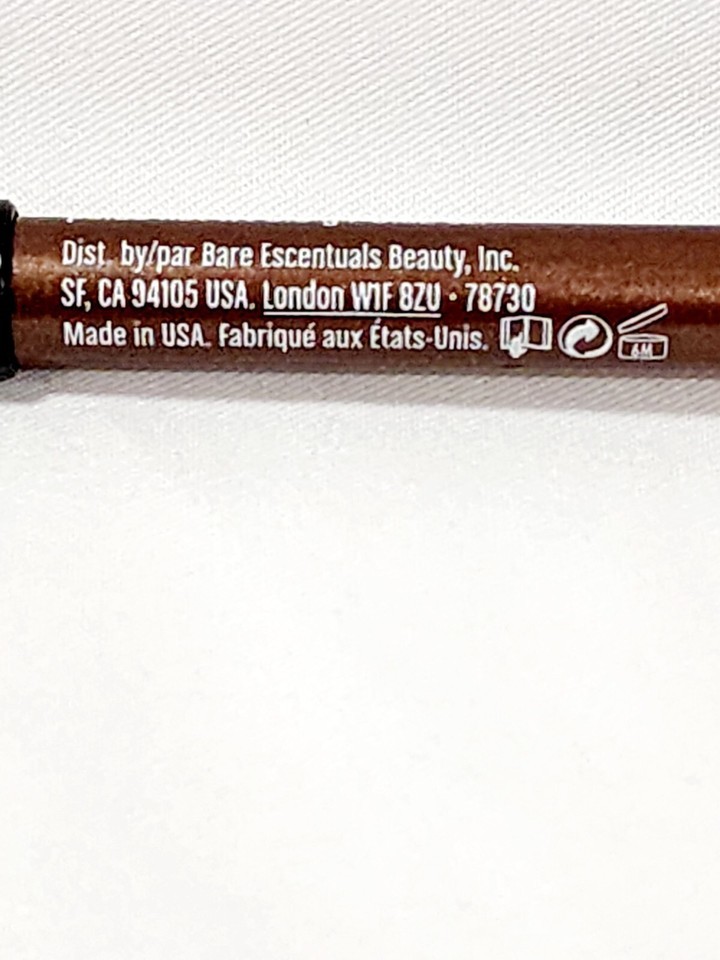 Dist. by/par Bare Escentuals Beauty, Inc.
SF, CA 94105 USA. London W1F 8ZU · 78730
Made in USA. Fabriqué aux États-Unis. 6M